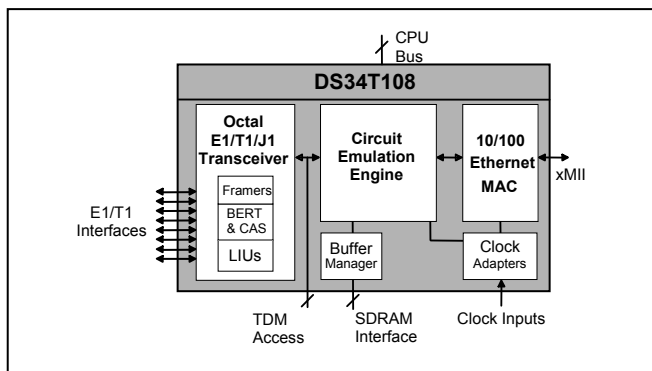 CPU
Bus
DS34T108
Octal
E1/T1/J1
Transceiver
Framers
BERT
& CAS
LIUs
Circuit
Emulation
Engine
10/100
Ethernet
MAC
xMII
E1/T1
Interfaces
Buffer
Manager
Clock
Adapters
TDM
Access
SDRAM
Interface
Clock Inputs